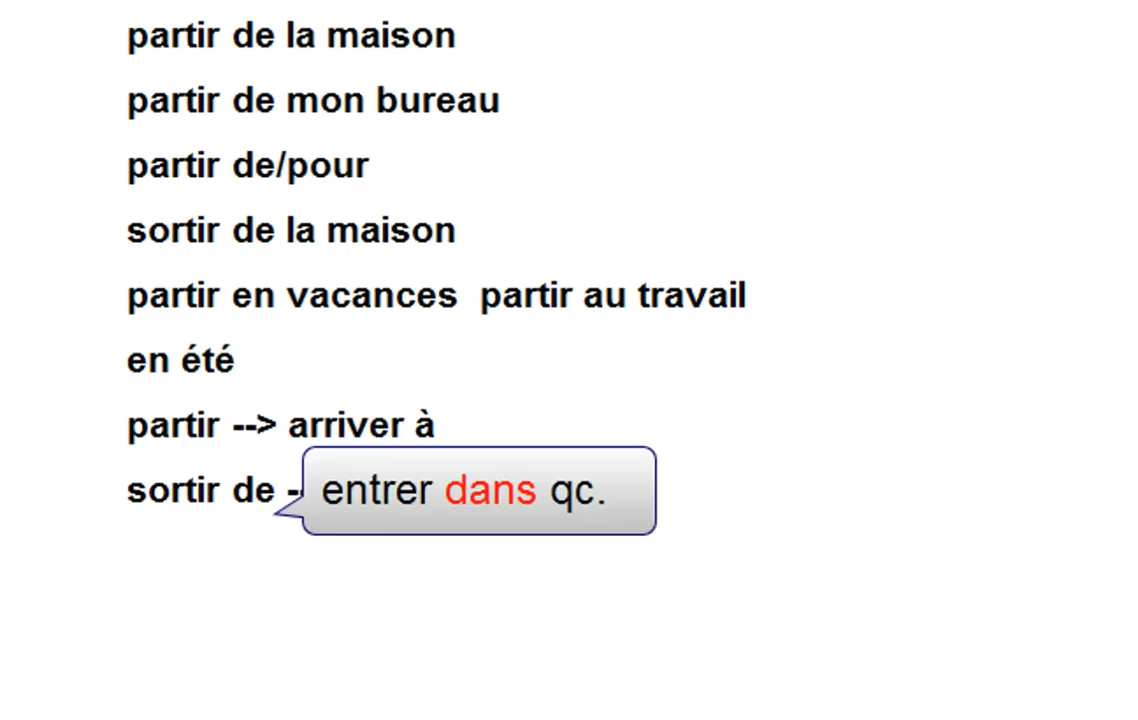 partir de la maison
partir de mon bureau
partir de/pour
sortir de la maison
partir en vacances  partir au travail
en été
partir --> arriver à
sortir de - entrer dans qc.